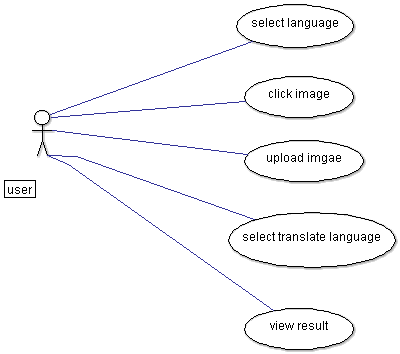 select language
click image
upload imgae
select translate language
view result
user